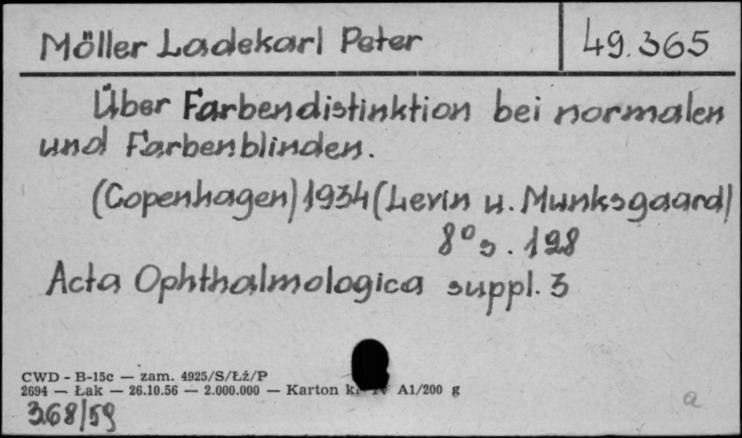 Möller Ladekarl Peter 49.365
Über Farbendistinktion bei normalen
und Farbenblinden.
(Copenhagen) 1934 (Levin u. Munksgaard)
8° s. 128
Acta Ophthalmologica suppl. 3
CWD - B-15c — zam. 4925/S/Łż/P
2694 — Łak — 26.10.56 — 2.000.000 — Karton kl. IV A1/200 g
368/59
a